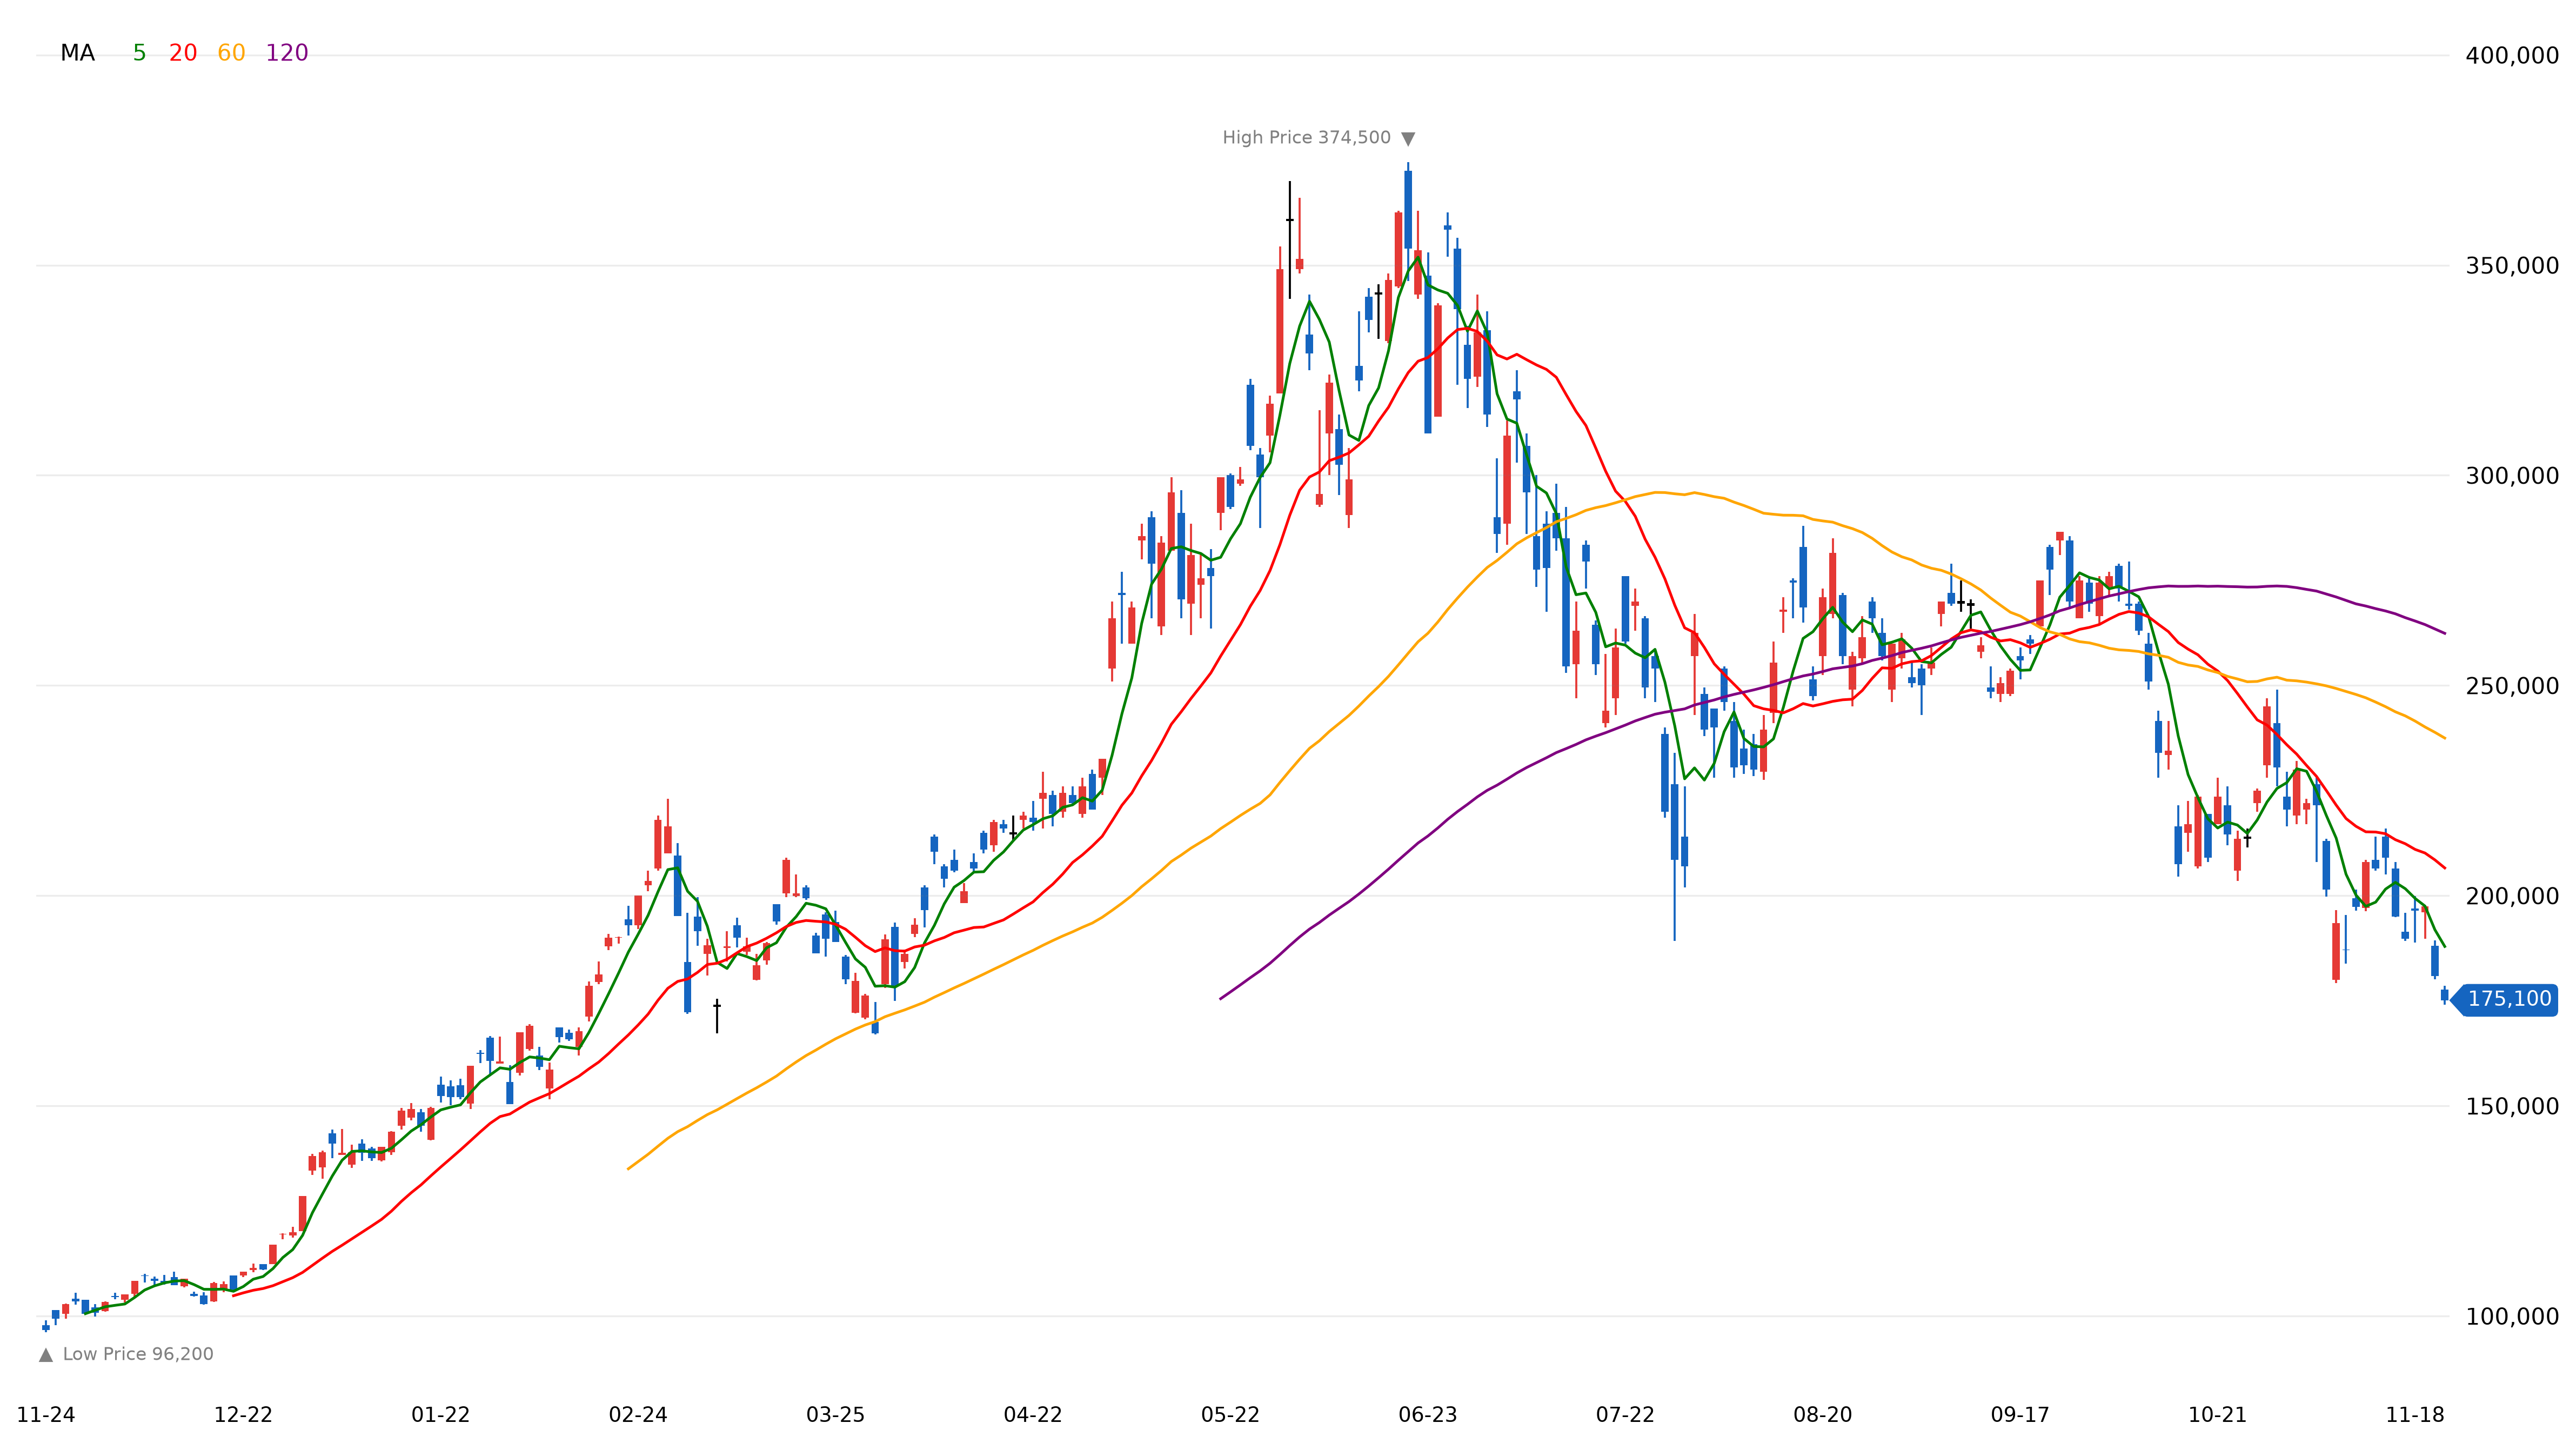 MA 5 20 60 120
400,000
High Price 374,500 ▼
350,000
300,000
250,000
200,000
175,100
150,000
100,000
▲ Low Price 96,200
11-24 12-22 01-22 02-24 03-25 04-22 05-22 06-23 07-22 08-20 09-17 10-21 11-18